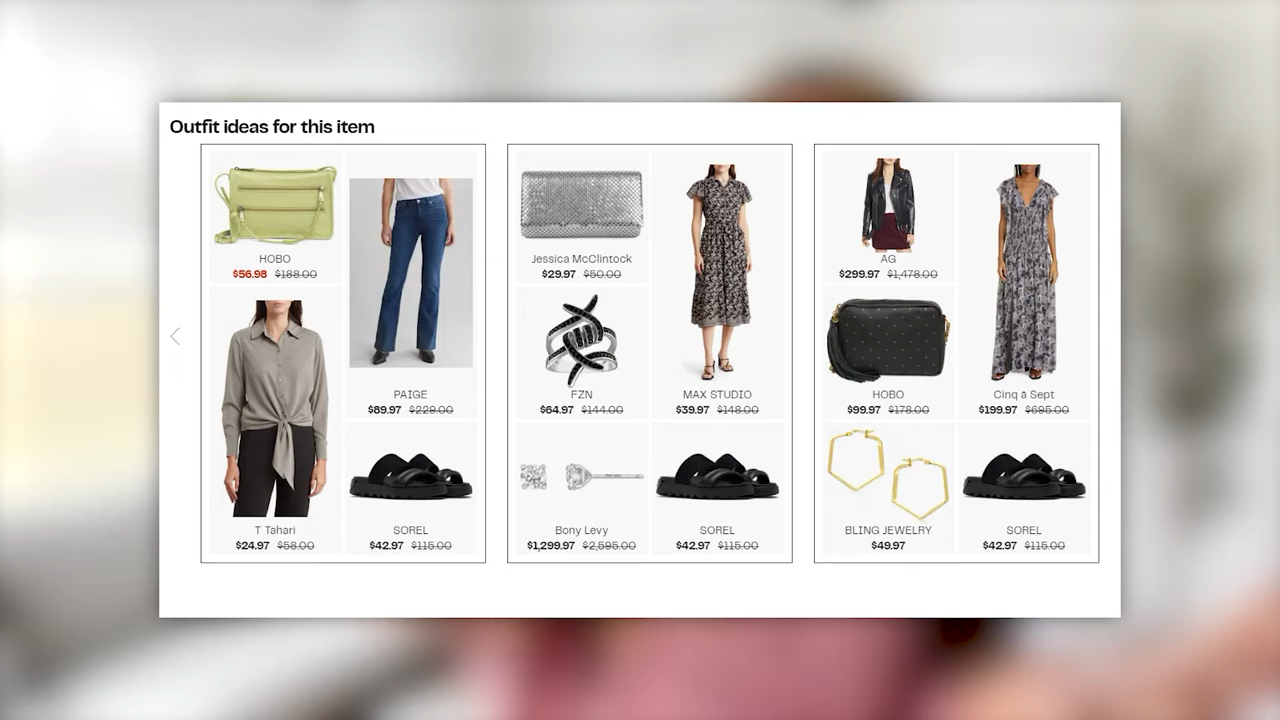 Outfit ideas for this item
HOBO
$56.98 $188.00
PAIGE
$89.97 $229.00
T Tahari
$24.97 $58.00
SOREL
$42.97 $115.00
Jessica McClintock
$29.97 $50.00
FZN
$64.97 $144.00
MAX STUDIO
$39.97 $148.00
Bony Levy
$1,299.97 $2,595.00
SOREL
$42.97 $115.00
AG
$299.97 $1,478.00
HOBO
$99.97 $178.00
Cinq à Sept
$199.97 $695.00
BLING JEWELRY
$49.97
SOREL
$42.97 $115.00